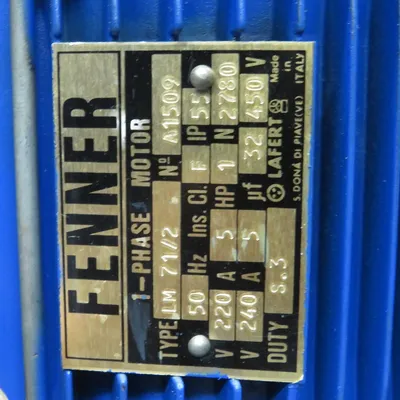 FENNER
1-PHASE MOTOR
TYPE LM 71/2 Nº A1509
50 Hz Ins. Cl. F IP 55
V 220 A 5 HP 1 N 2780
V 240 A 5 µf 32 450 V
DUTY S.3 LAFERT Made in ITALY
S. DONÀ DI PIAVE (VE)